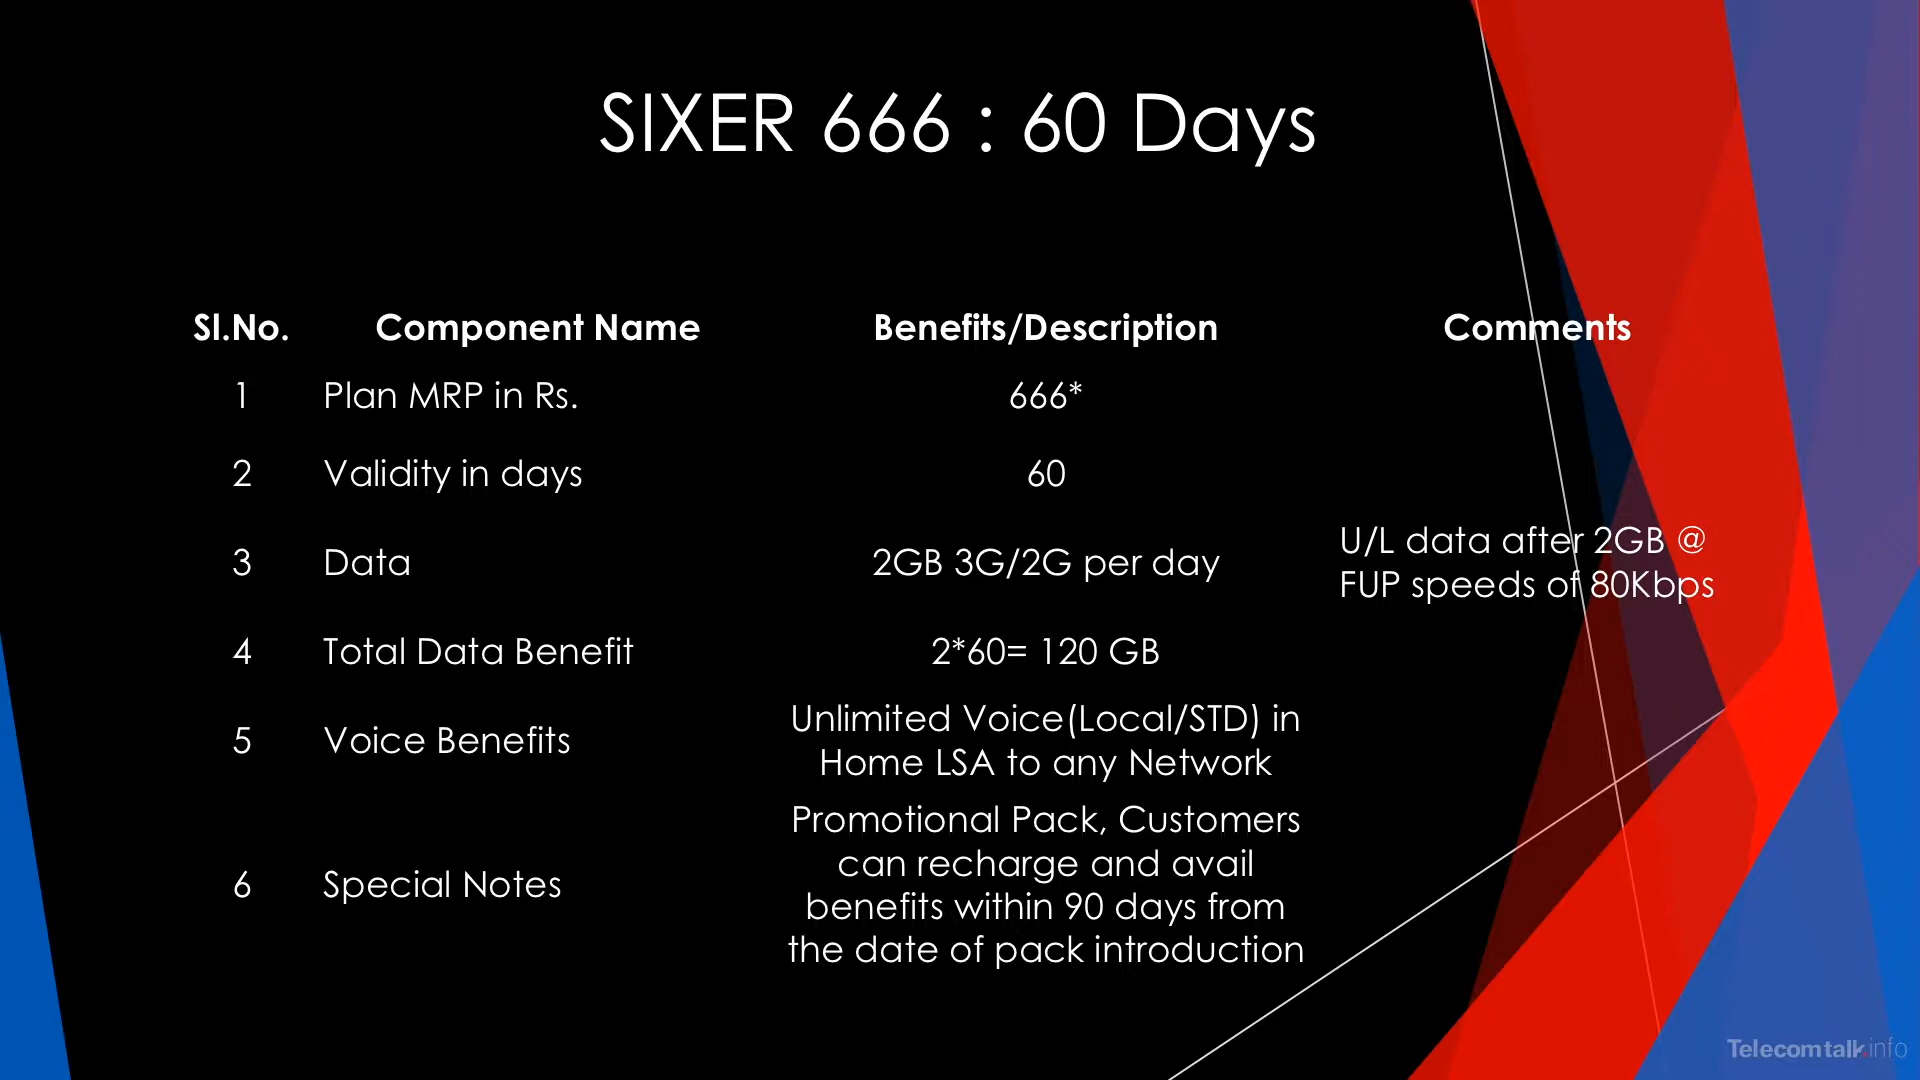 SIXER 666 : 60 Days
Sl.No. Component Name Benefits/Description Comments
1 Plan MRP in Rs. 666*
2 Validity in days 60
3 Data 2GB 3G/2G per day U/L data after 2GB @
FUP speeds of 80Kbps
4 Total Data Benefit 2*60= 120 GB
5 Voice Benefits Unlimited Voice(Local/STD) in
Home LSA to any Network
6 Special Notes Promotional Pack, Customers
can recharge and avail
benefits within 90 days from
the date of pack introduction
Telecomtalk.info